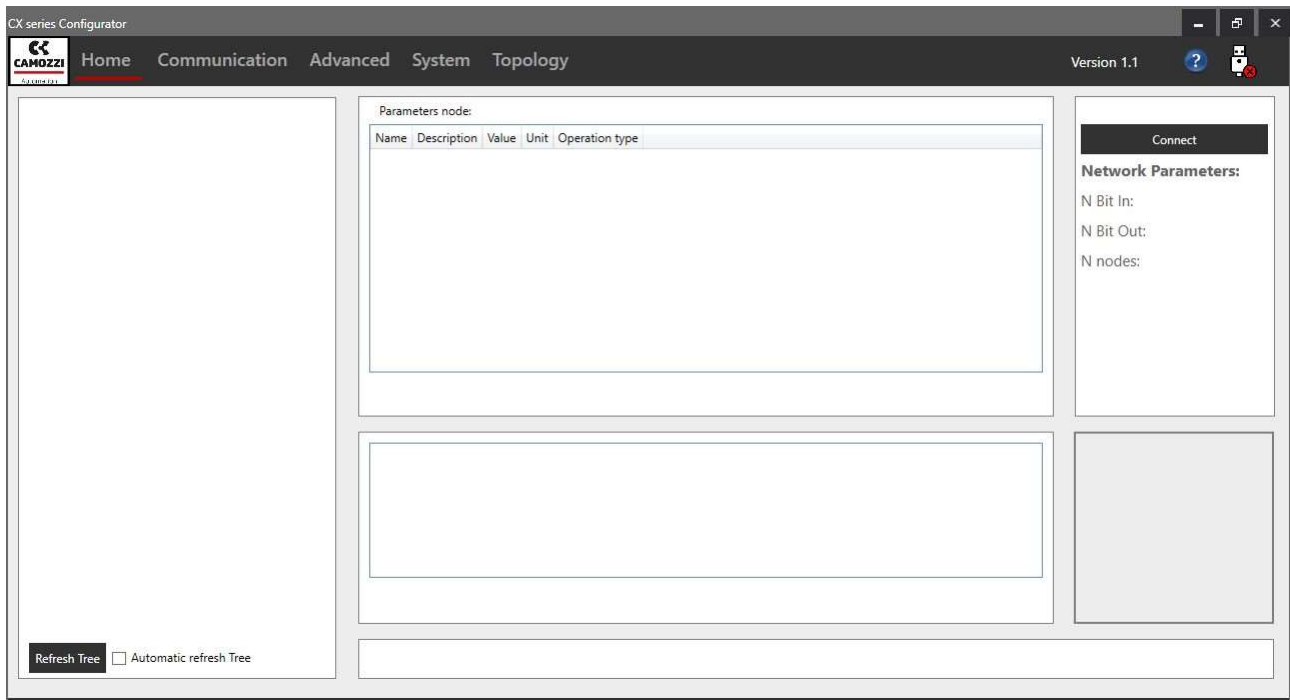 CX series Configurator
CAMOZZI
Automation
Home Communication Advanced System Topology
Version 1.1
?
Parameters node:
Name Description Value Unit Operation type
Connect
Network Parameters:
N Bit In:
N Bit Out:
N nodes:
Refresh Tree
Automatic refresh Tree